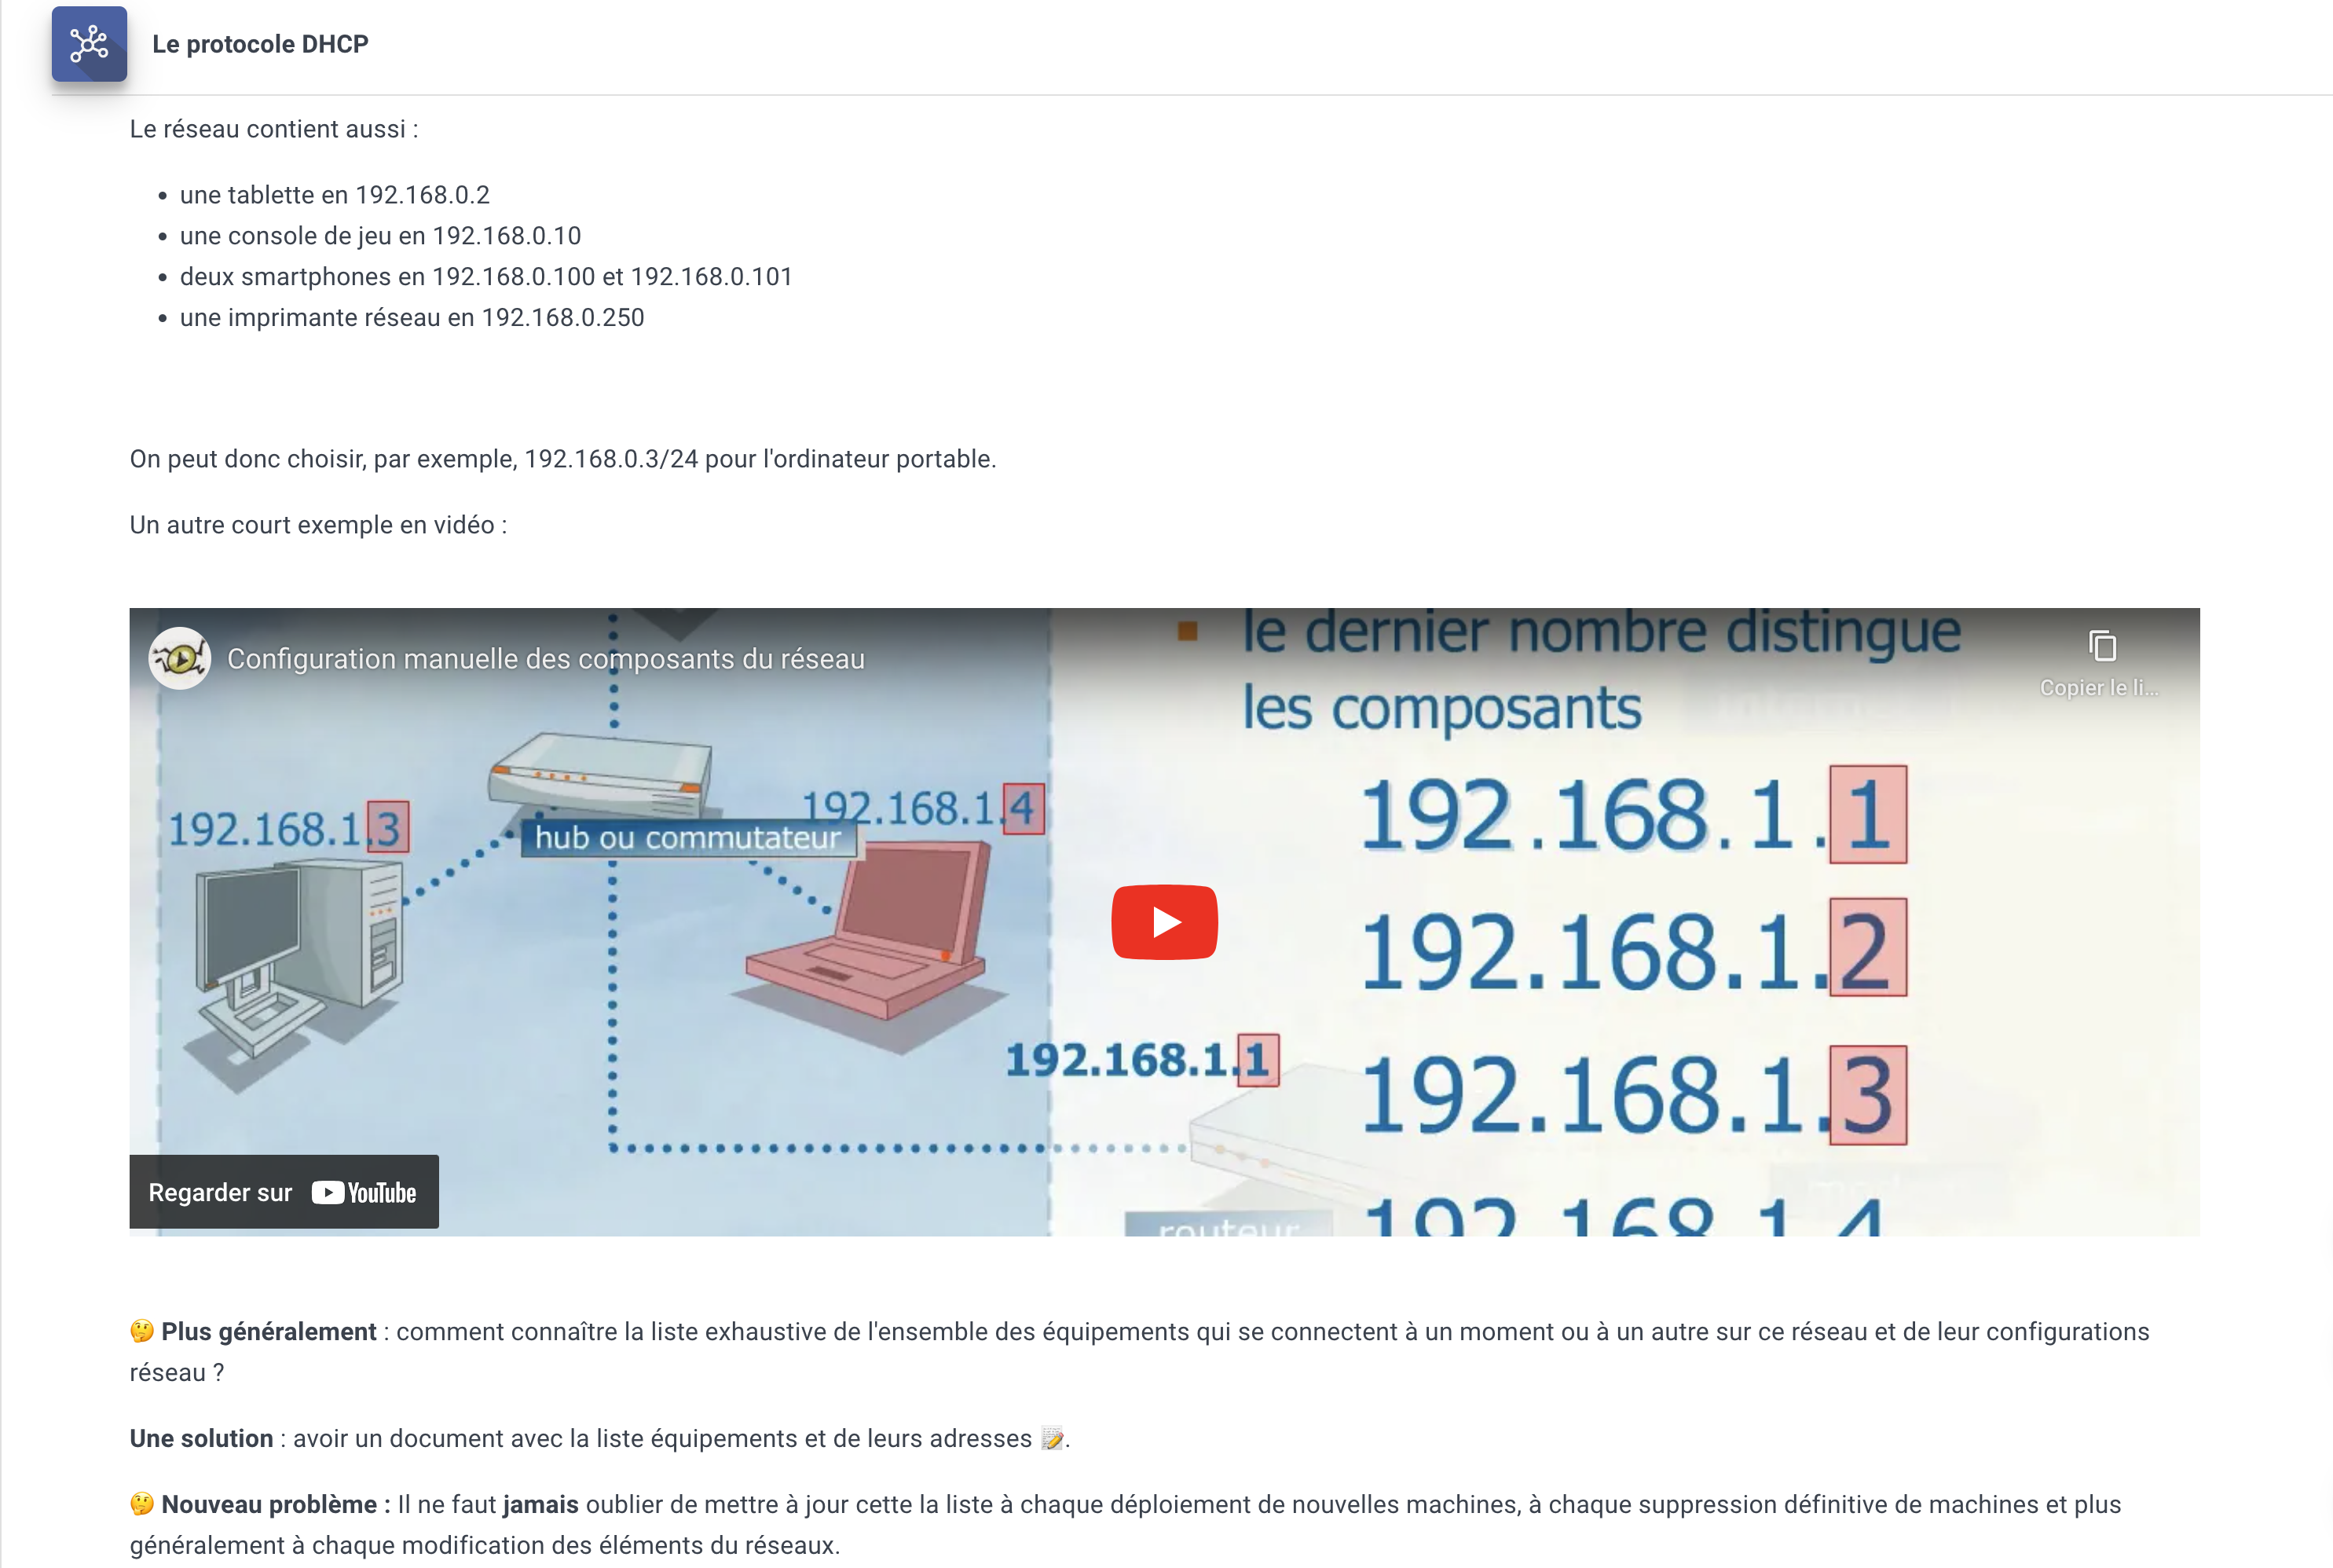 Le protocole DHCP
Le réseau contient aussi :
• une tablette en 192.168.0.2
• une console de jeu en 192.168.0.10
• deux smartphones en 192.168.0.100 et 192.168.0.101
• une imprimante réseau en 192.168.0.250
On peut donc choisir, par exemple, 192.168.0.3/24 pour l'ordinateur portable.
Un autre court exemple en vidéo :
Configuration manuelle des composants du réseau
Copier le li...
le dernier nombre distingue
les composants
192.168.1.3
hub ou commutateur
192.168.1.4
192.168.1.1
routeur
192.168.1.1
192.168.1.2
192.168.1.3
192.168.1.4
Regarder sur YouTube
🤔 Plus généralement : comment connaître la liste exhaustive de l'ensemble des équipements qui se connectent à un moment ou à un autre sur ce réseau et de leur configurations
réseau ?
Une solution : avoir un document avec la liste équipements et de leurs adresses 📝.
🤔 Nouveau problème : Il ne faut jamais oublier de mettre à jour cette la liste à chaque déploiement de nouvelles machines, à chaque suppression définitive de machines et plus
généralement à chaque modification des éléments du réseaux.